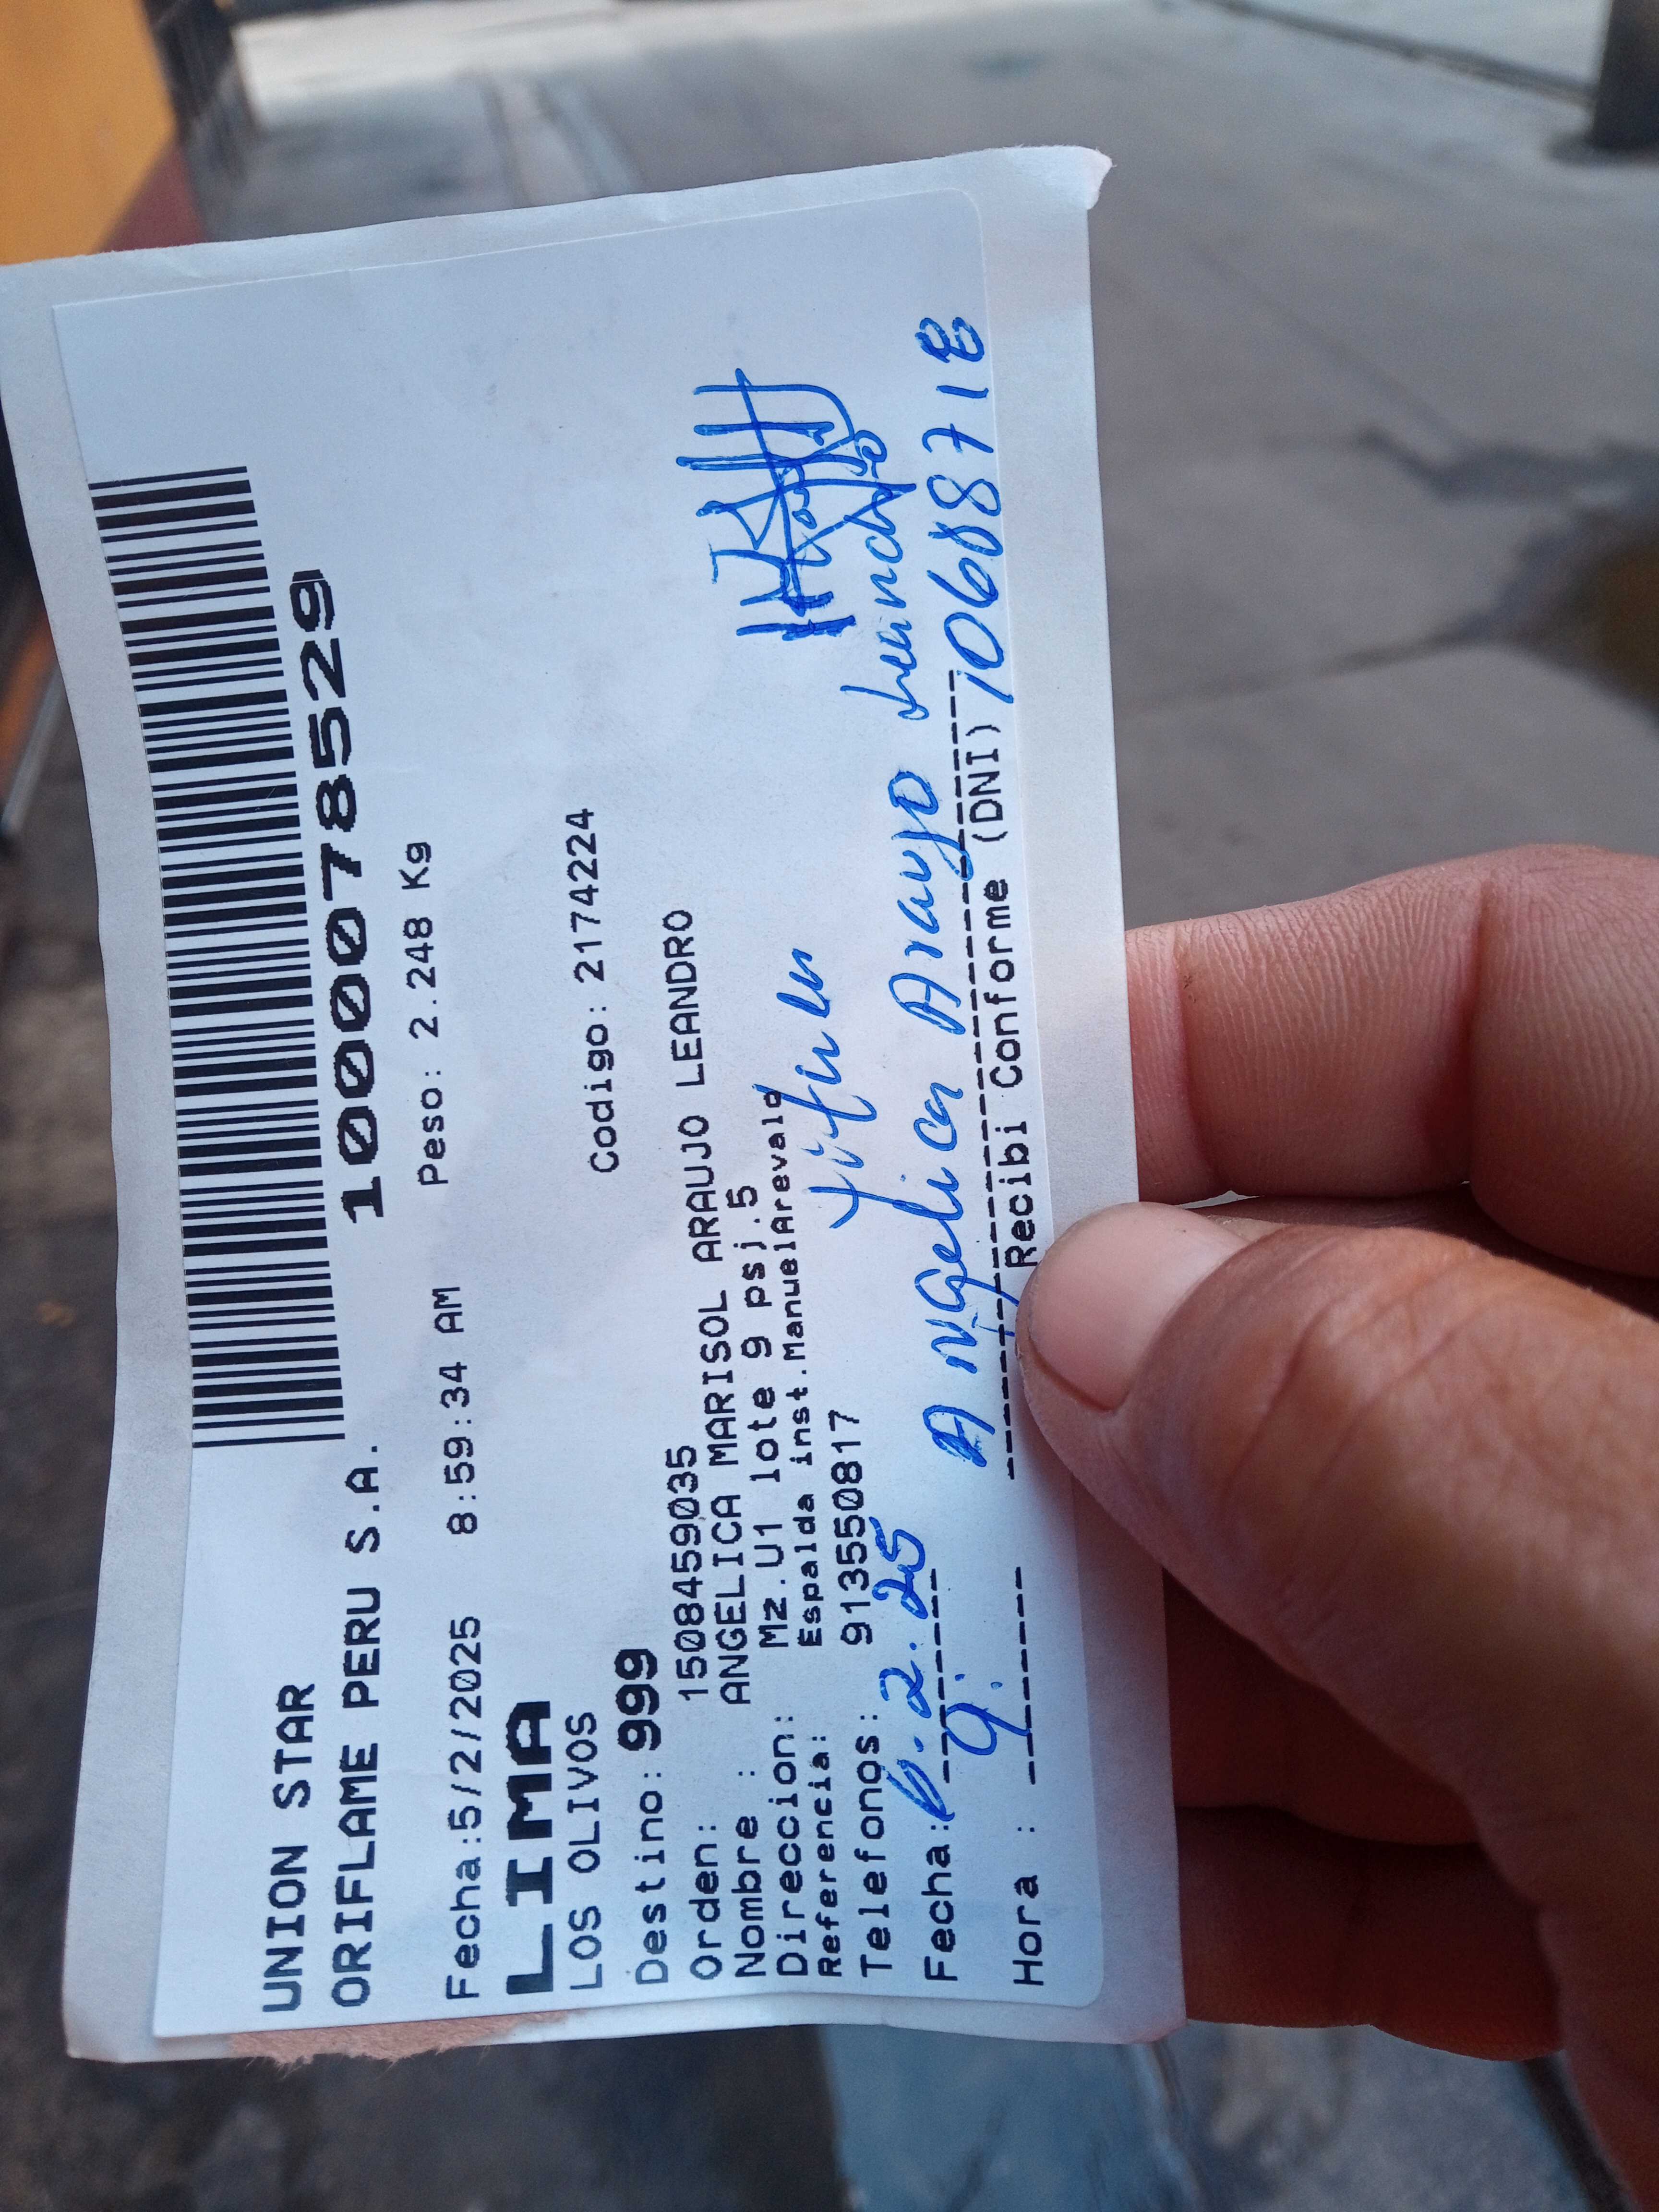 UNION STAR
ORIFLAME PERU S.A. 1000078529
Fecha:5/2/2025 8:59:34 AM Peso: 2.248 Kg
LIMA
LOS OLIVOS
Destino: 999 Codigo: 2174224
Orden: 1508459035
Nombre : ANGELICA MARISOL ARAUJO LEANDRO
Direccion: Mz.U1 lote 9 psj.5
Referencia: Espalda inst.ManuelArevalo
Telefonos: 913550817
Titular
Fecha: 6-2.25 Angelica Araujo Leandro
Hora : 9: Recibi Conforme (DNI) 10688718